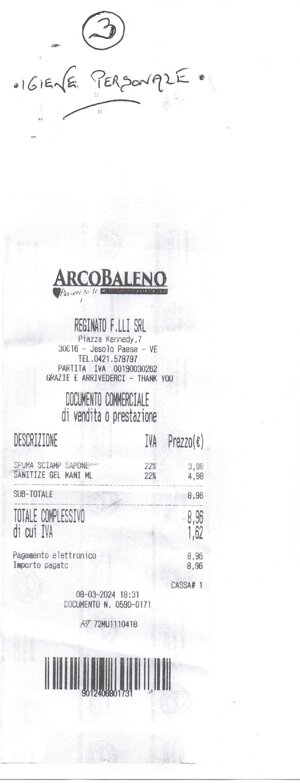 3
• IGIENE PERSONALE •
ARCOBALENO
REGINATO F.LLI SRL
Piazza Kennedy,7
30016 - Jesolo Paese - VE
TEL.0421.578797
PARTITA IVA 00190030262
GRAZIE E ARRIVEDERCI - THANK YOU
DOCUMENTO COMMERCIALE
di vendita o prestazione
DESCRIZIONE IVA Prezzo(€)
SPUMA SCIAMP SAPONE 22% 3,98
SANITIZE GEL MANI ML 22% 4,98
SUB-TOTALE 8,96
TOTALE COMPLESSIVO 8,96
di cui IVA 1,62
Pagamento elettronico 8,96
Importo pagato 8,96
CASSA# 1
08-03-2024 18:31
DOCUMENTO N. 0590-0171
RT 72MU1110418
9012406801731